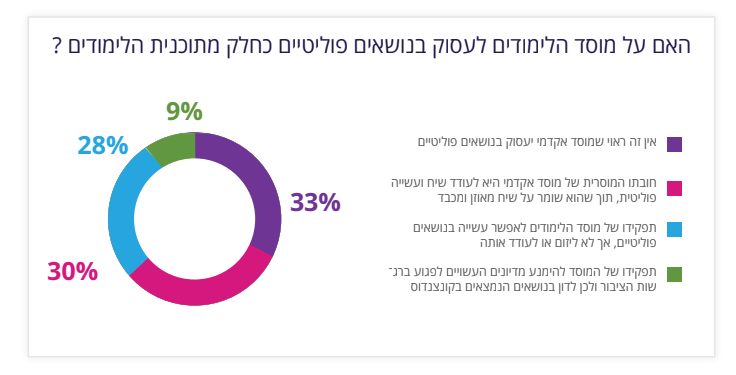 האם על מוסד הלימודים לעסוק בנושאים פוליטיים כחלק מתוכנית הלימודים ?
9%
28%
33%
30%
אין זה ראוי שמוסד אקדמי יעסוק בנושאים פוליטיים
חובתו המוסרית של מוסד אקדמי היא לעודד שיח ועשייה
פוליטית, תוך שהוא שומר על שיח מאוזן ומכבד
תפקידו של מוסד הלימודים לאפשר עשייה בנושאים
פוליטיים, אך לא ליזום או לעודד אותה
תפקידו של המוסד להימנע מדיונים העשויים לפגוע ברג־
שות הציבור ולכן לדון בנושאים הנמצאים בקונצנדוס